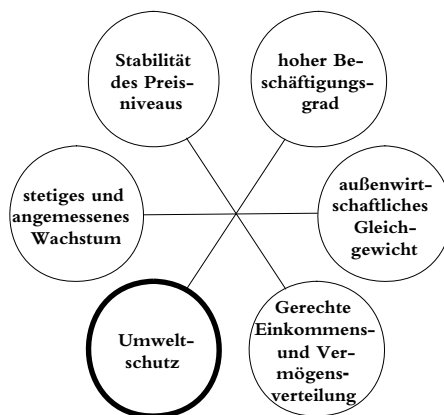 Stabilität
des Preis-
niveaus
hoher Be-
schäftigungs-
grad
stetiges und
angemessenes
Wachstum
außenwirt-
schaftliches
Gleich-
gewicht
Umwelt-
schutz
Gerechte
Einkommens-
und Ver-
mögens-
verteilung